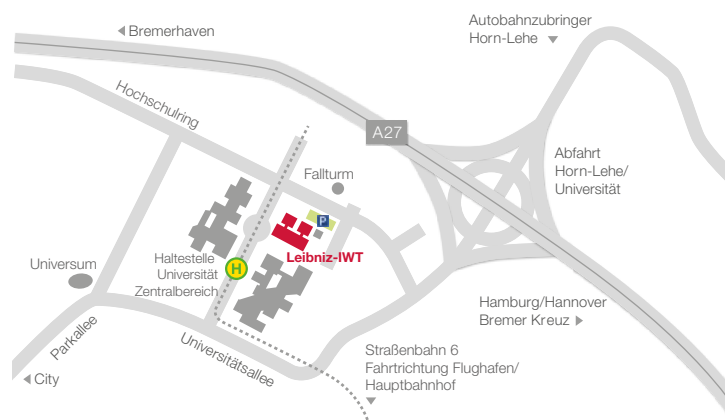 Bremerhaven
Autobahnzubringer
Horn-Lehe
Hochschulring
A27
Abfahrt
Horn-Lehe/
Universität
Fallturm
P
Leibniz-IWT
Haltestelle
Universität
Zentralbereich
H
Universum
Hamburg/Hannover
Bremer Kreuz
Parkallee
Universitätsallee
Straßenbahn 6
Fahrtrichtung Flughafen/
Hauptbahnhof
City